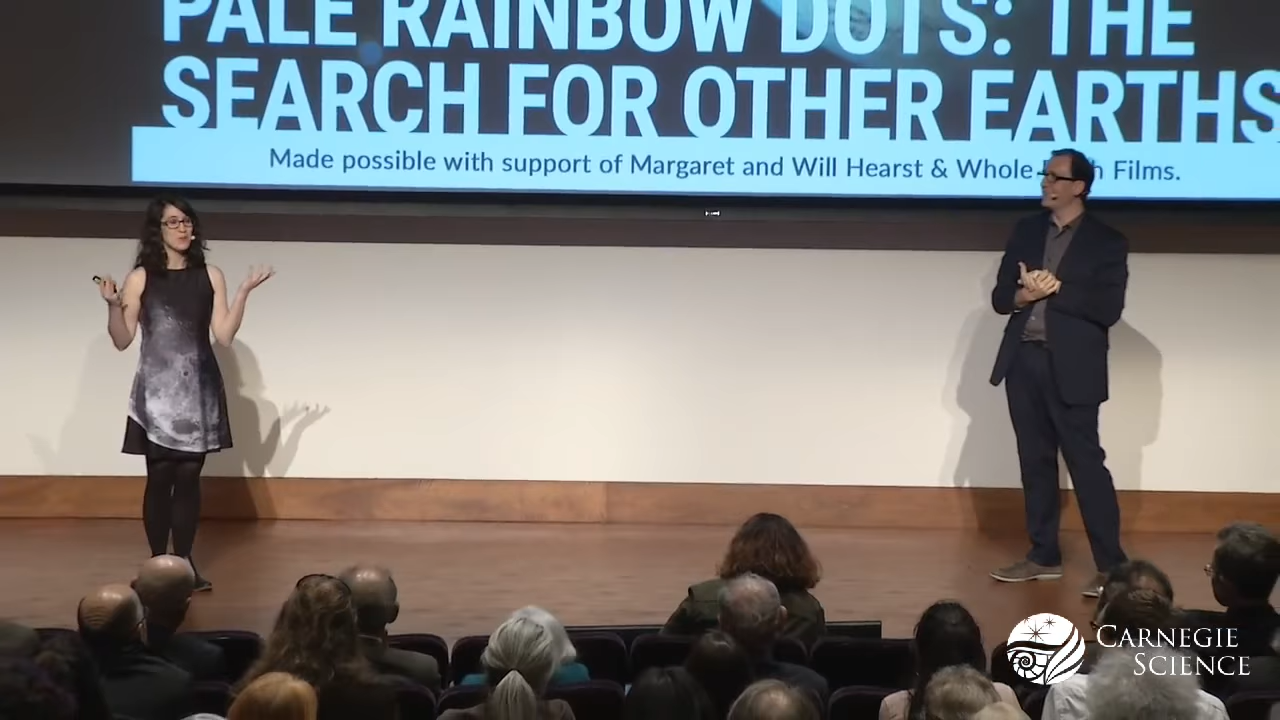 PALE RAINBOW DOTS: THE
SEARCH FOR OTHER EARTHS
Made possible with support of Margaret and Will Hearst & Whole Films.
CARNEGIE
SCIENCE